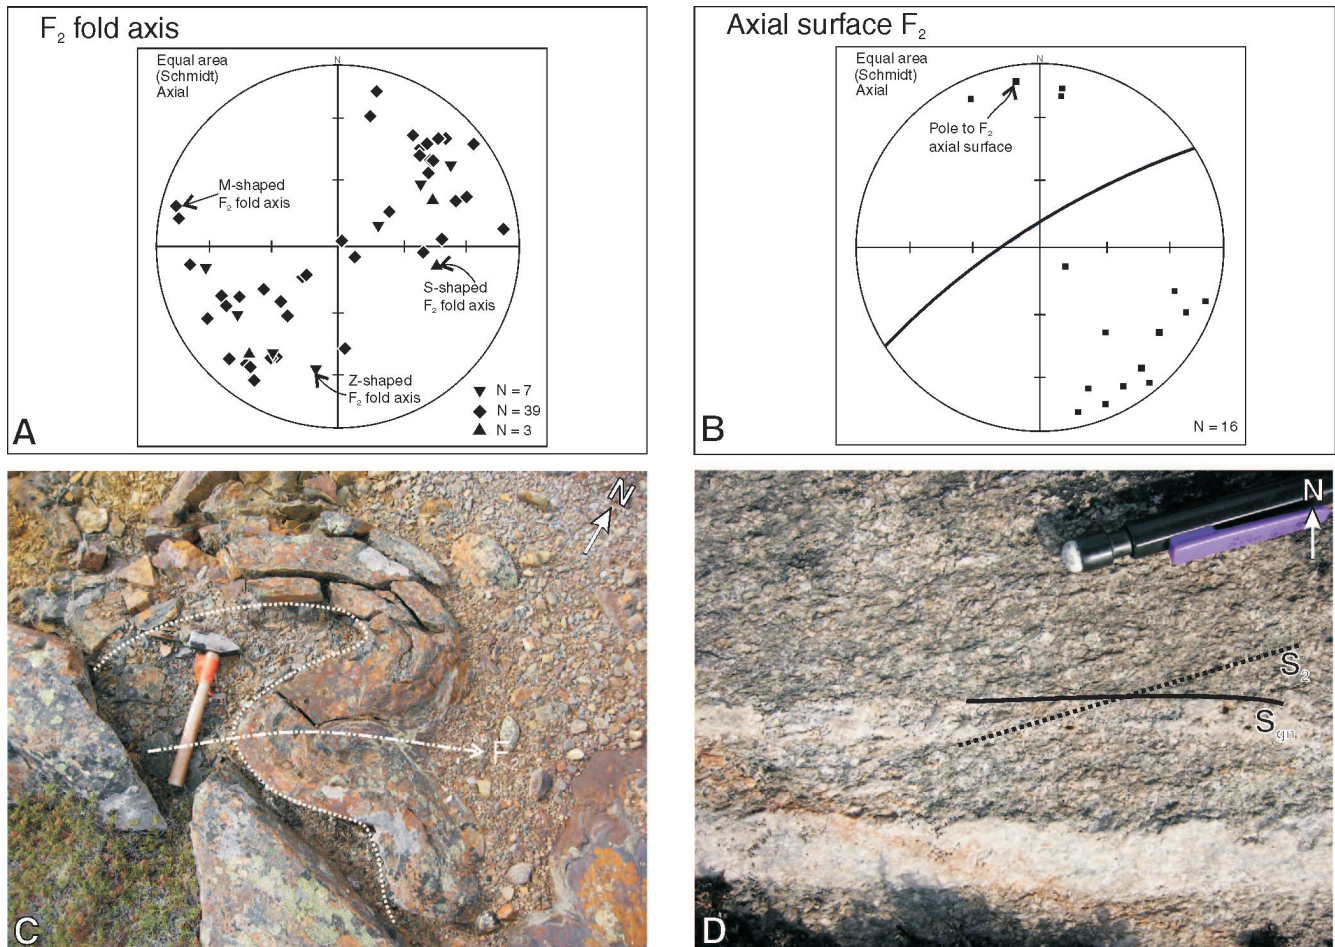 F2 fold axis
Equal area
(Schmidt)
Axial
N
M-shaped
F2 fold axis
S-shaped
F2 fold axis
Z-shaped
F2 fold axis
N = 7
N = 39
N = 3
A
Axial surface F2
Equal area
(Schmidt)
Axial
N
Pole to F2
axial surface
N = 16
B
N
F
C
N
S2
Sgn
D